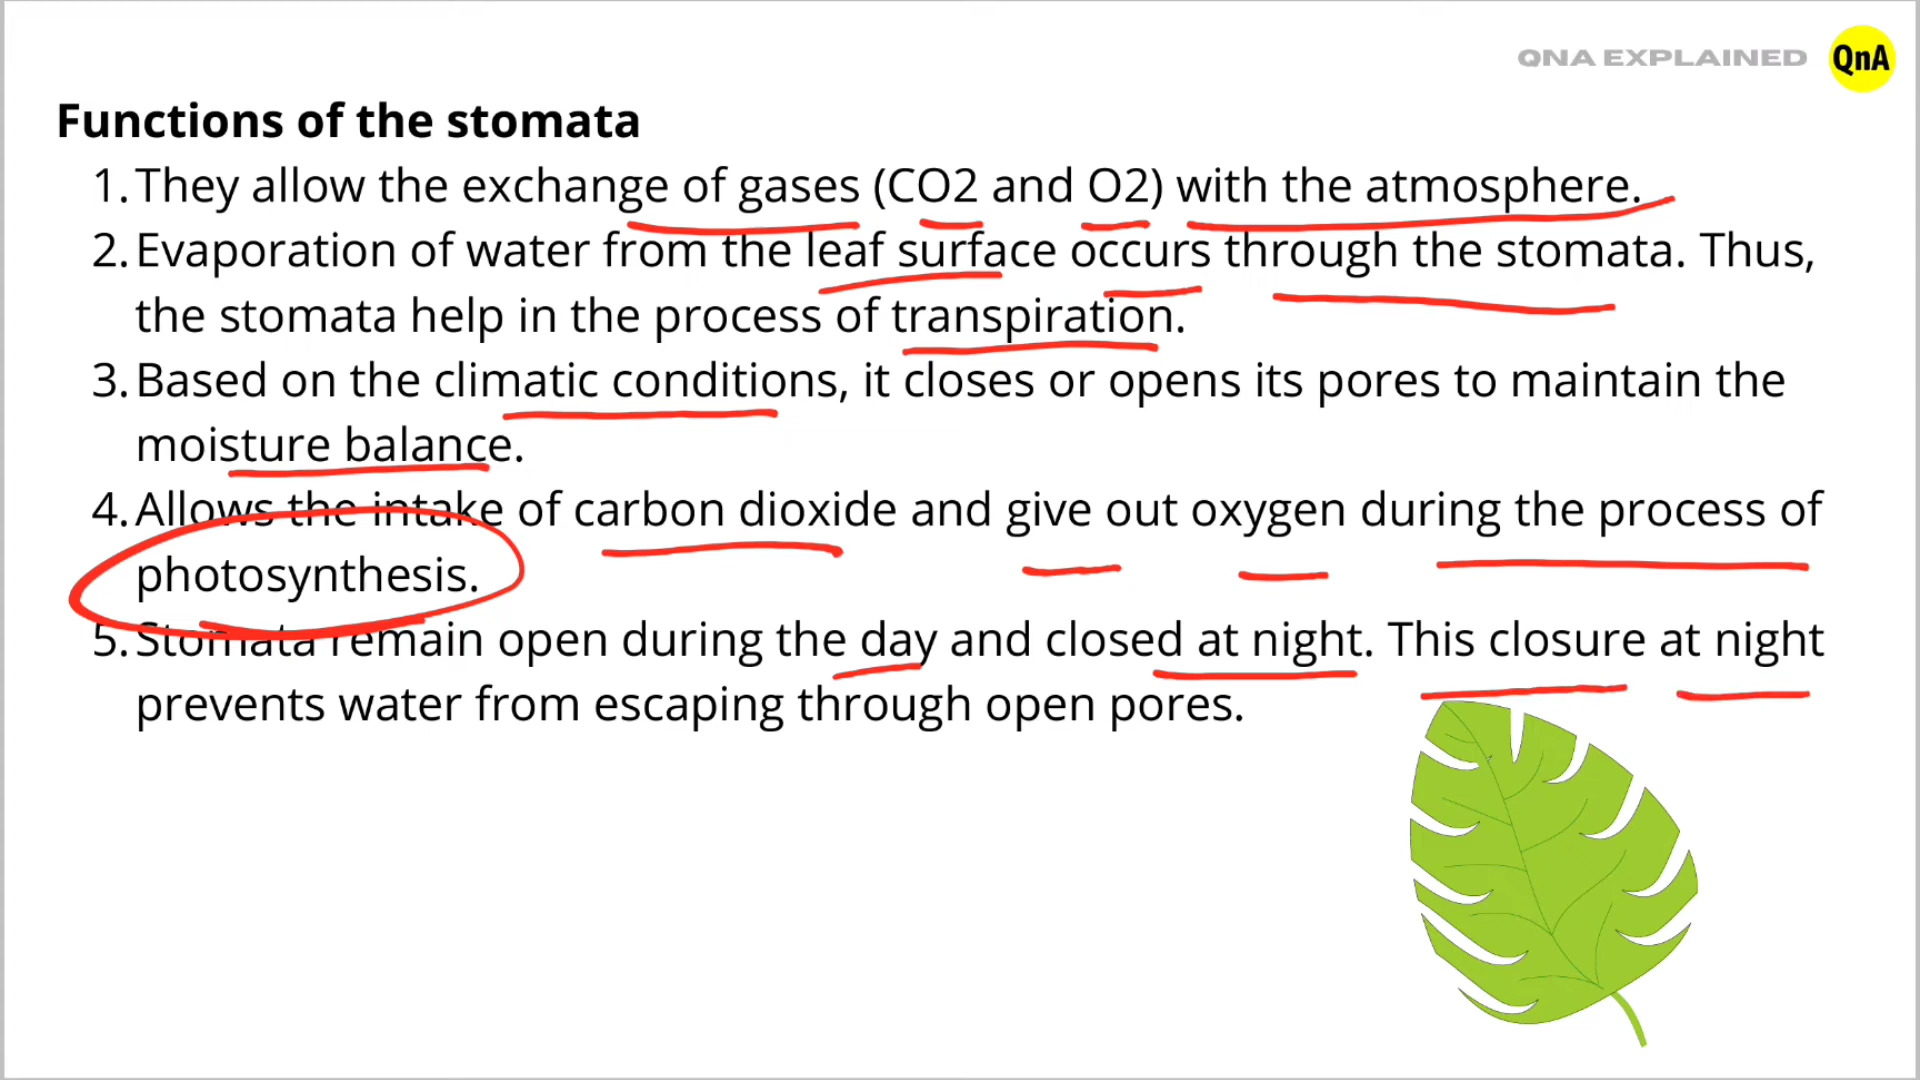 QNA EXPLAINED QnA
Functions of the stomata
1. They allow the exchange of gases (CO2 and O2) with the atmosphere.
2. Evaporation of water from the leaf surface occurs through the stomata. Thus,
the stomata help in the process of transpiration.
3. Based on the climatic conditions, it closes or opens its pores to maintain the
moisture balance.
4. Allows the intake of carbon dioxide and give out oxygen during the process of
photosynthesis.
5. Stomata remain open during the day and closed at night. This closure at night
prevents water from escaping through open pores.